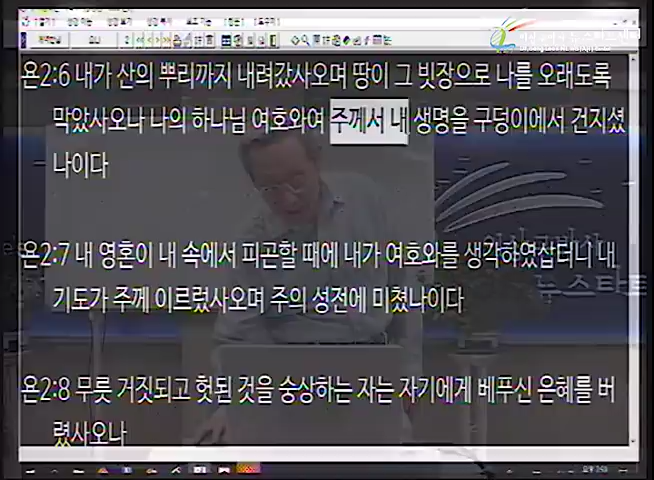 욘2:6 내가 산의 뿌리까지 내려갔사오며 땅이 그 빗장으로 나를 오래도록
막았사오나 나의 하나님 여호와여 주께서 내 생명을 구덩이에서 건지셨
나이다
욘2:7 내 영혼이 내 속에서 피곤할 때에 내가 여호와를 생각하였삽더니 내
기도가 주께 이르렀사오며 주의 성전에 미쳤나이다
뉴스타트
욘2:8 무릇 거짓되고 헛된 것을 숭상하는 자는 자기에게 베푸신 은혜를 버
렸사오나